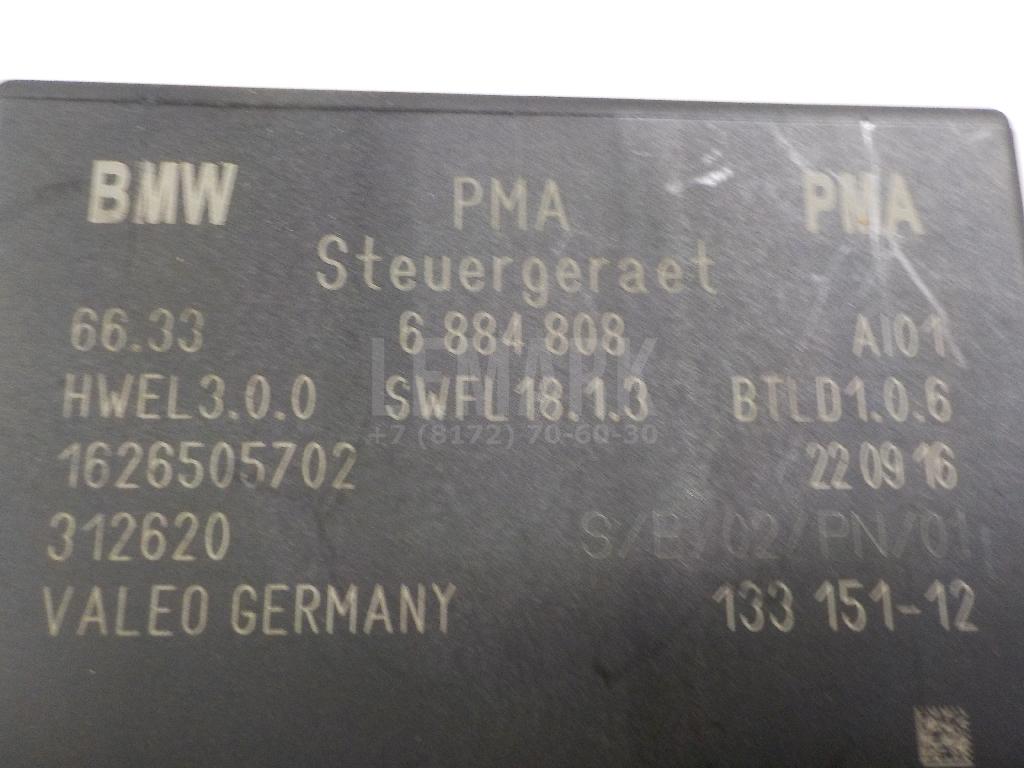 BMW PMA PMA
Steuergeraet
66.33 6 884 808 AI01
HWEL3.0.0 SWFL18.1.3 BTLD1.0.6
LEMARK
+7 (8172) 70-60-30
1626505702 22 09 16
312620 S/E/02/PN/01
VALEO GERMANY 133 151-12